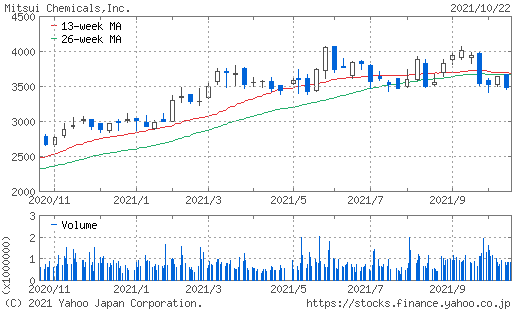 Mitsui Chemicals,Inc. 2021/10/22
4500
13-week MA
26-week MA
4000
3500
3000
2500
2000
2020/11 2021/1 2021/3 2021/5 2021/7 2021/9
3
Volume
2
1
0
(x1000000)
2020/11 2021/1 2021/3 2021/5 2021/7 2021/9
(C) 2021 Yahoo Japan Corporation. https://stocks.finance.yahoo.co.jp/